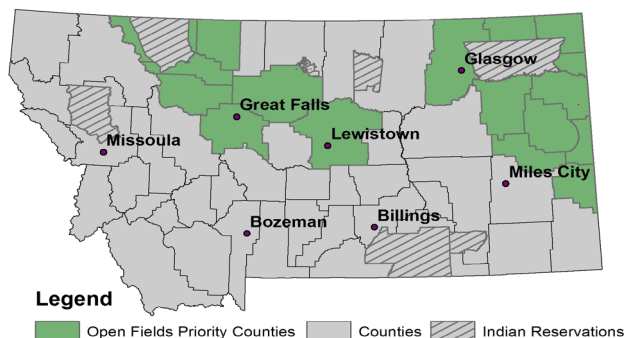 Glasgow
Great Falls
Lewistown
Missoula
Miles City
Bozeman
Billings
Legend
Open Fields Priority Counties
Counties
Indian Reservations